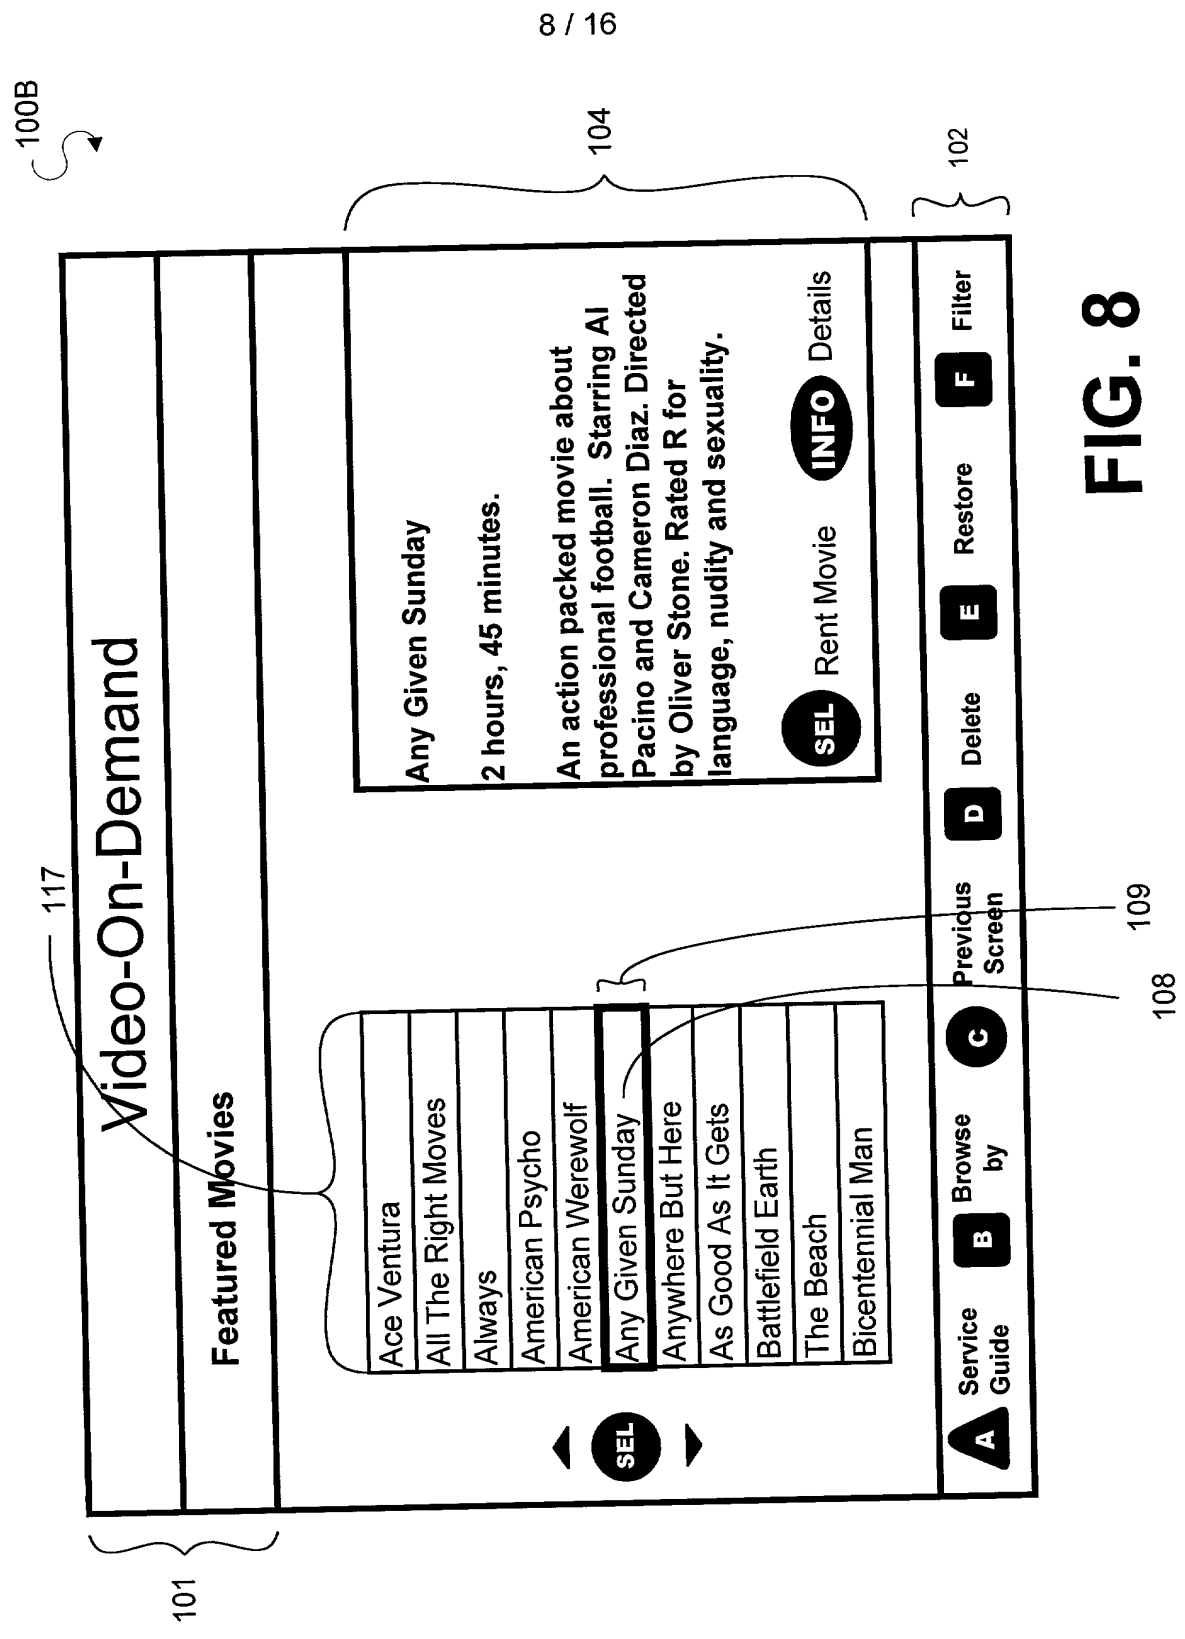 8 / 16
100B
117
Video-On-Demand
101
Featured Movies
Ace Ventura
All The Right Moves
Always
American Psycho
American Werewolf
Any Given Sunday
Anywhere But Here
As Good As It Gets
Battlefield Earth
The Beach
Bicentennial Man
SEL
109
108
104
Any Given Sunday
2 hours, 45 minutes.
An action packed movie about
professional football. Starring Al
Pacino and Cameron Diaz. Directed
by Oliver Stone. Rated R for
language, nudity and sexuality.
SEL Rent Movie INFO Details
A Service
Guide
B Browse
by
C Previous
Screen
D Delete
E Restore
F Filter
102
FIG. 8